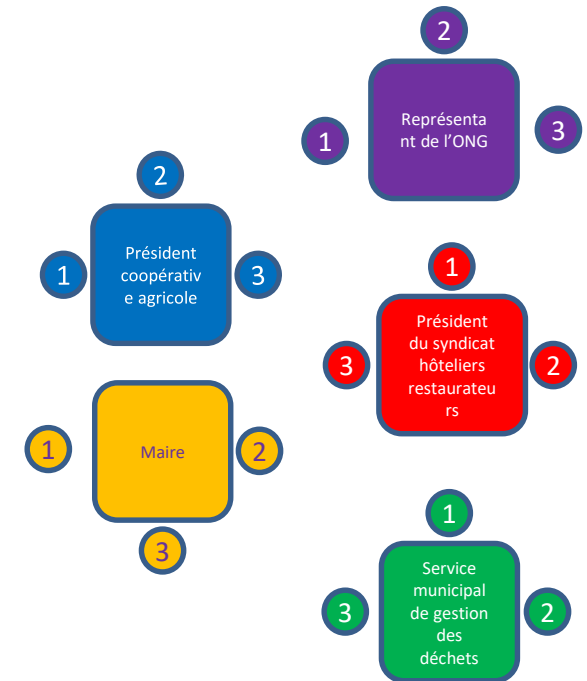 2
1
Représenta
nt de l'ONG
3
2
1
Président
coopérativ
e agricole
3
1
3
Président
du syndicat
hôteliers
restaurateu
rs
2
1
Maire
2
3
1
3
Service
municipal
de gestion
des
déchets
2